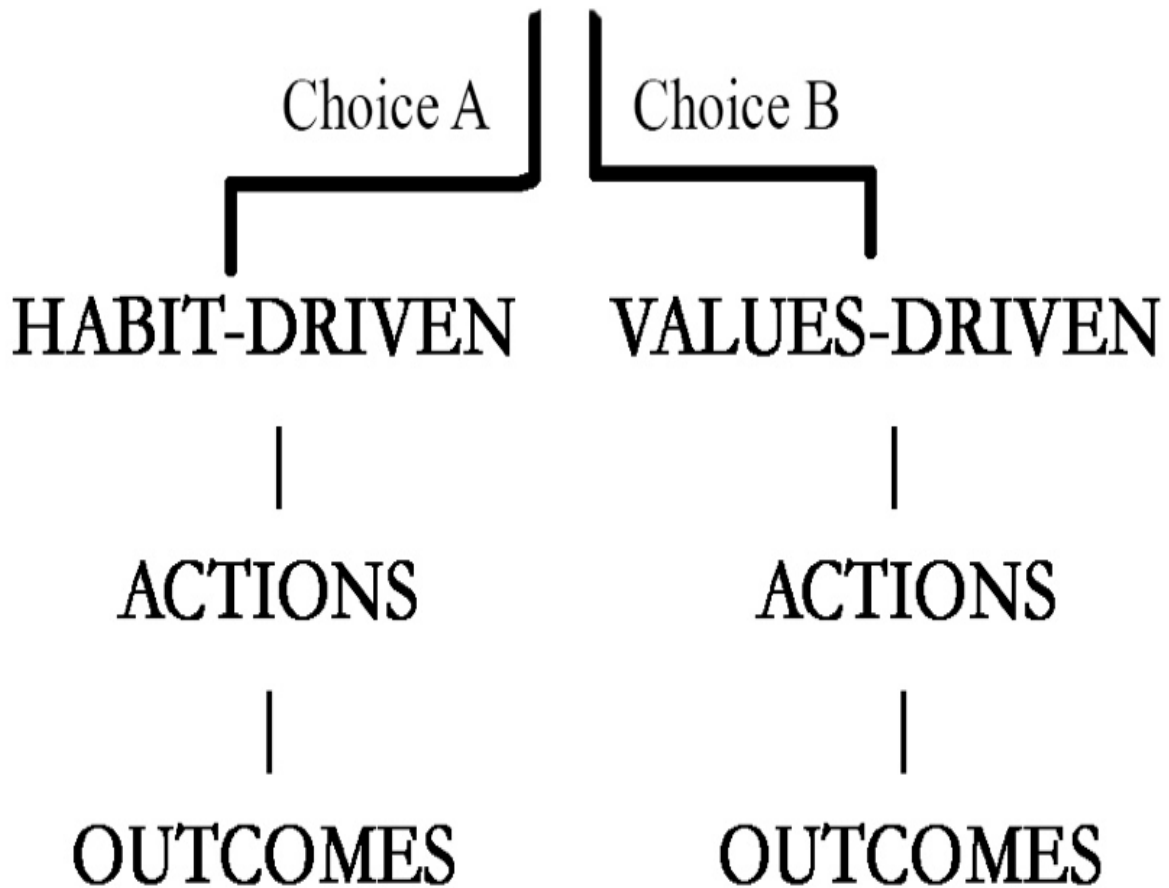 Choice A Choice B
HABIT-DRIVEN VALUES-DRIVEN
ACTIONS ACTIONS
OUTCOMES OUTCOMES